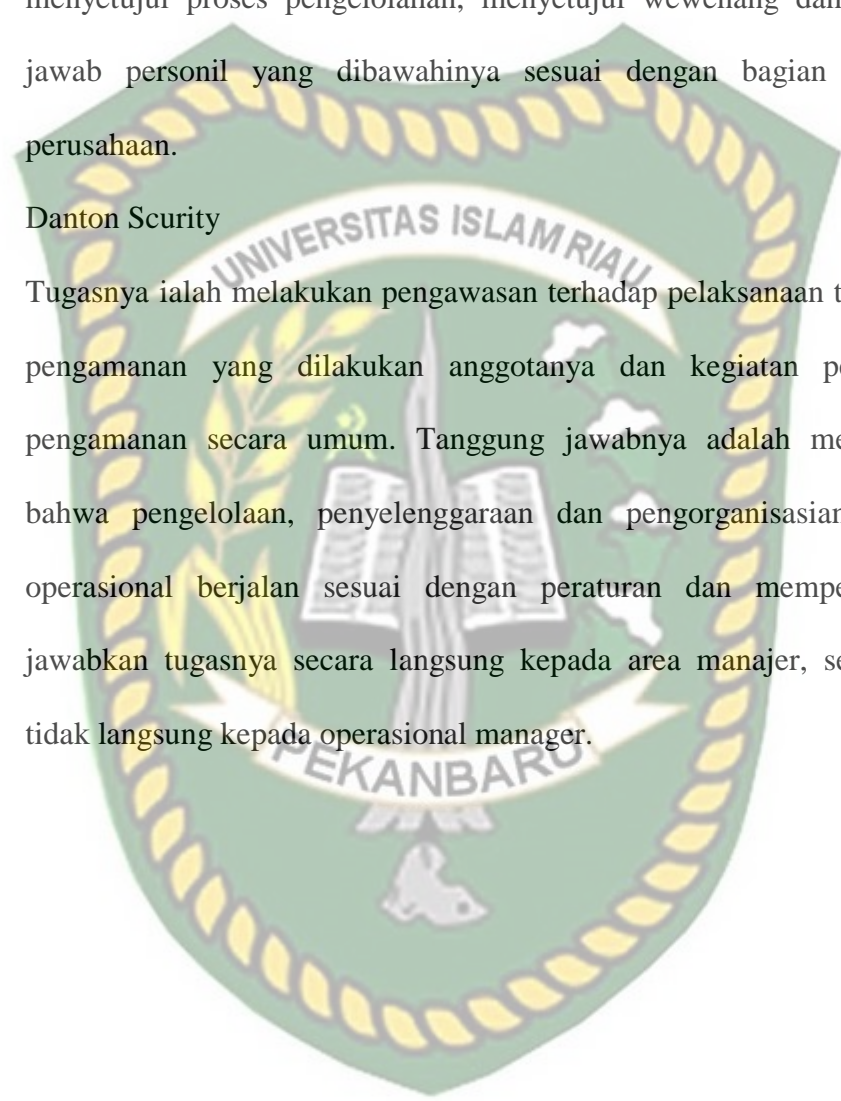 menyetujui proses pengelolahan, menyetujui wewenang dan
jawab personil yang dibawahinya sesuai dengan bagian
perusahaan.
Danton Scurity
UNIVERSITAS ISLAM RIAU
Tugasnya ialah melakukan pengawasan terhadap pelaksanaan
pengamanan yang dilakukan anggotanya dan kegiatan
pengamanan secara umum. Tanggung jawabnya adalah
bahwa pengelolaan, penyelenggaraan dan pengorganisasian
operasional berjalan sesuai dengan peraturan dan
jawabkan tugasnya secara langsung kepada area manajer,
tidak langsung kepada operasional manager.
PEKANBARU